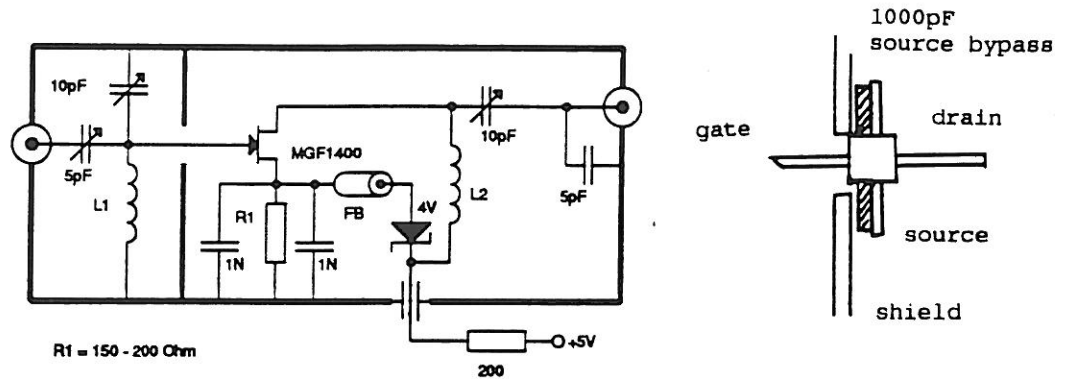 10pF
5pF
L1
MGF1400
R1
1N
1N
FB
4V
L2
10pF
5pF
+5V
200
R1 = 150 - 200 Ohm
1000pF
source bypass
gate
drain
source
shield